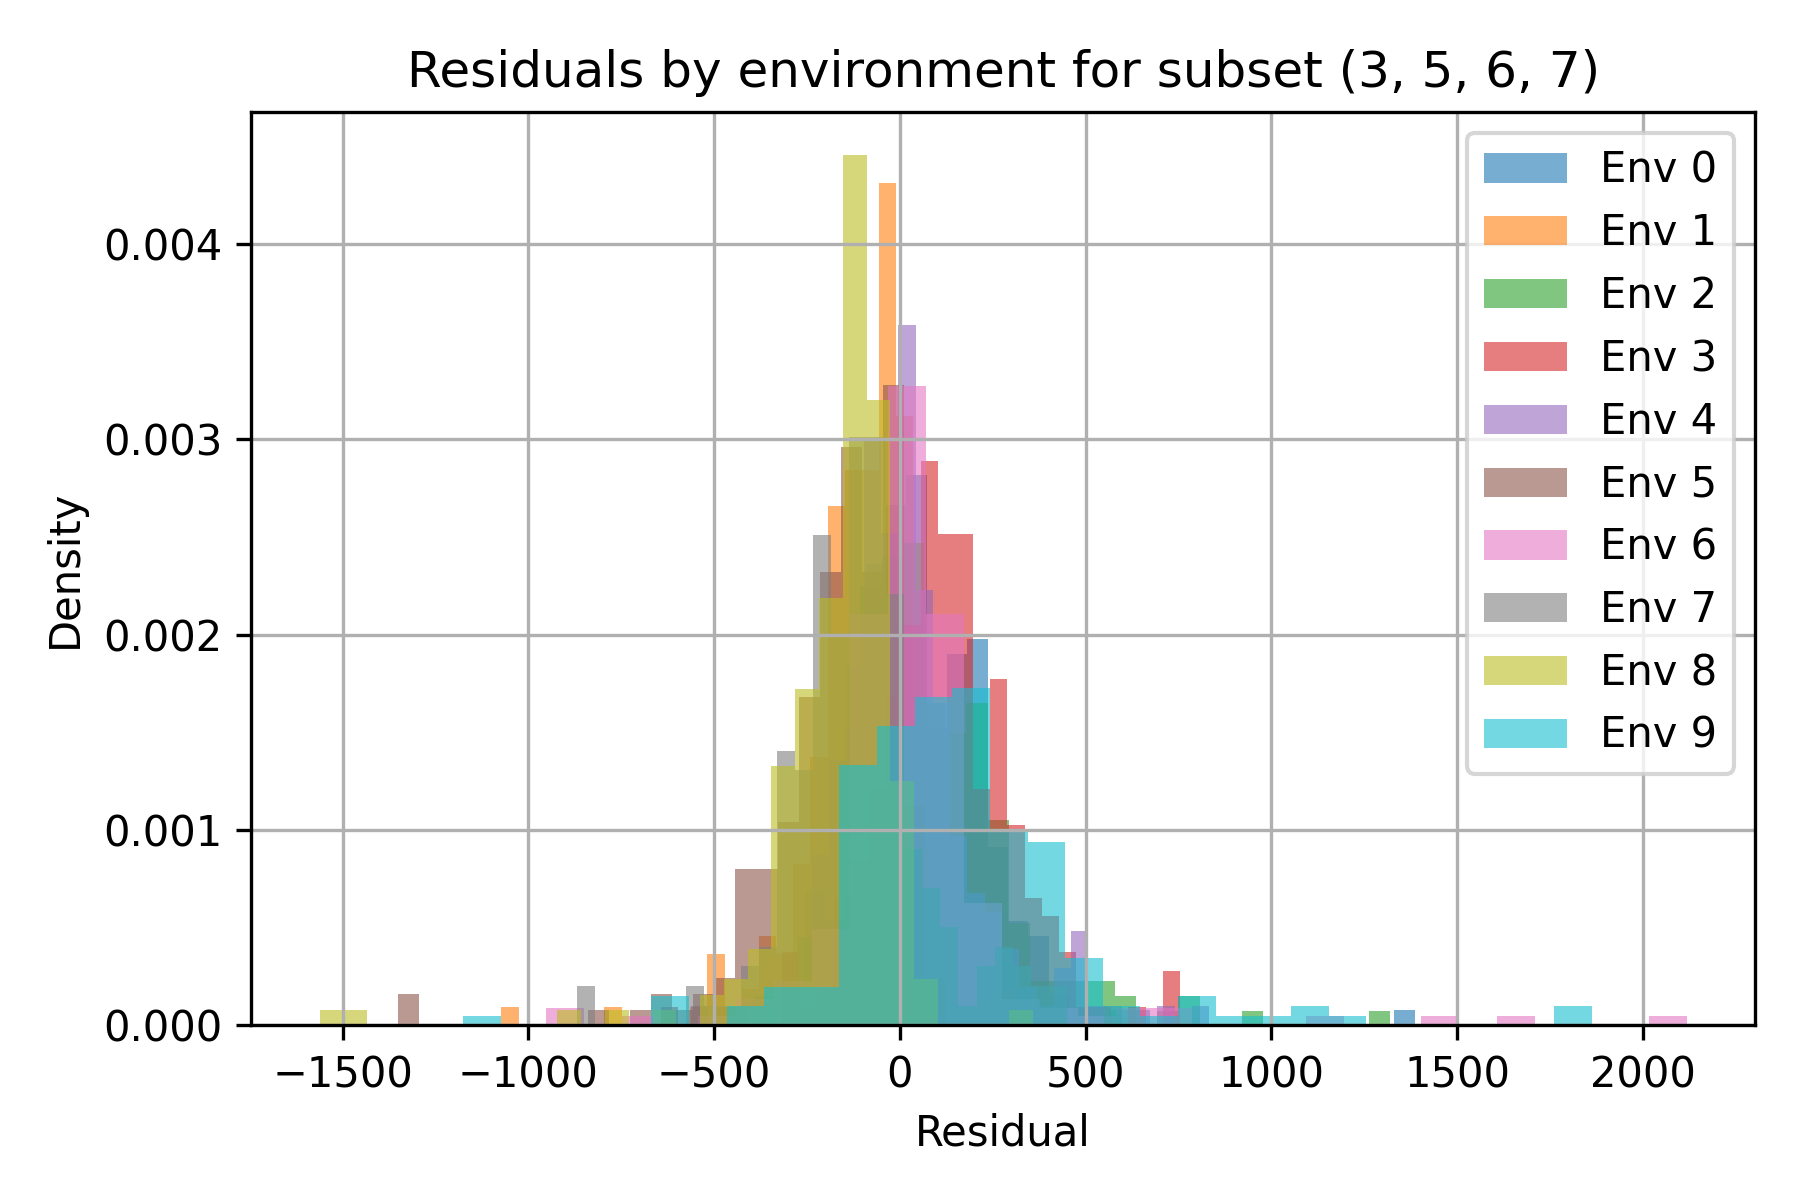 Residuals by environment for subset (3, 5, 6, 7)
Env 0
Env 1
Env 2
Env 3
Env 4
Env 5
Env 6
Env 7
Env 8
Env 9
Density
0.004
0.003
0.002
0.001
0.000
−1500 −1000 −500 0 500 1000 1500 2000
Residual